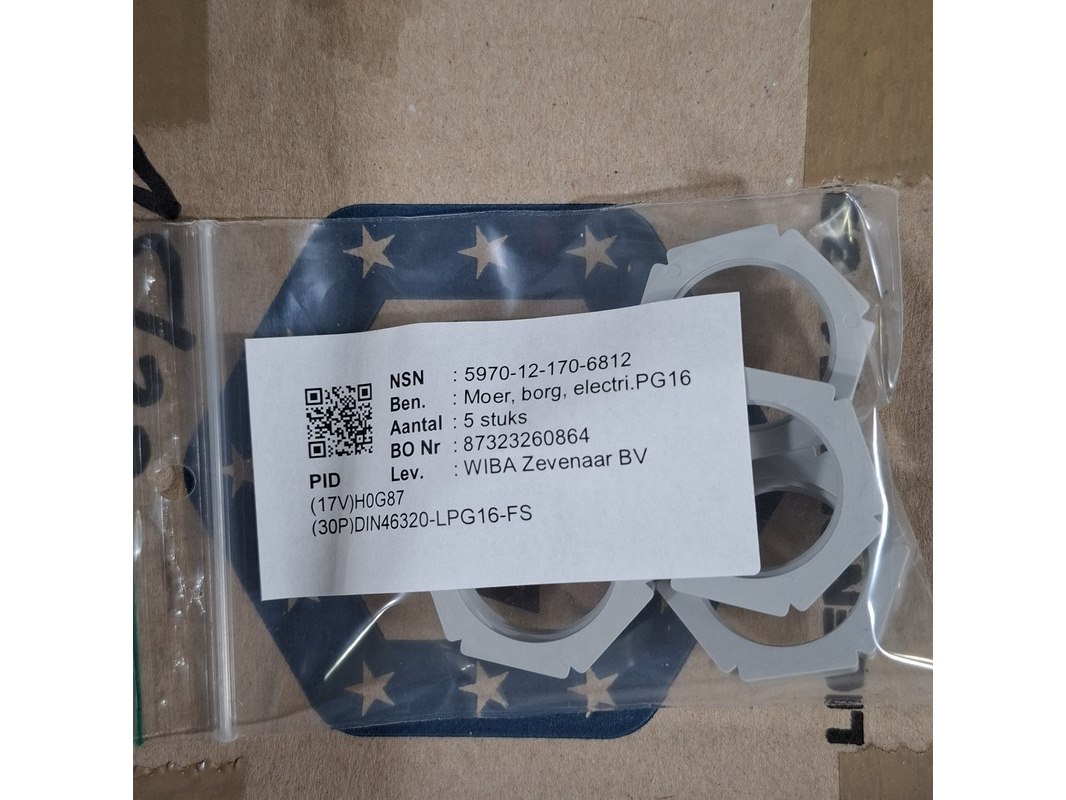 NSN : 5970-12-170-6812
Ben. : Moer, borg, electri.PG16
Aantal : 5 stuks
BO Nr : 87323260864
Lev. : WIBA Zevenaar BV
PID
(17V)H0G87
(30P)DIN46320-LPG16-FS